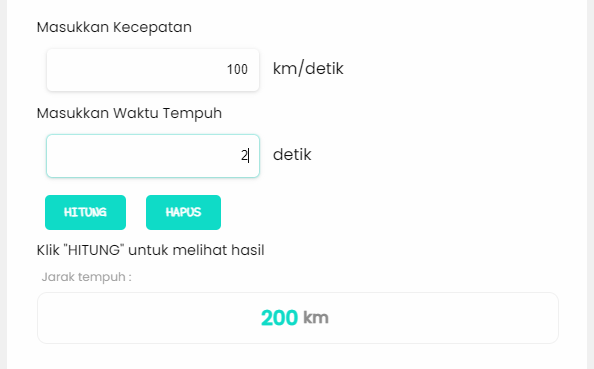 Masukkan Kecepatan
100 km/detik
Masukkan Waktu Tempuh
2 detik
HITUNG HAPUS
Klik "HITUNG" untuk melihat hasil
Jarak tempuh :
200 km